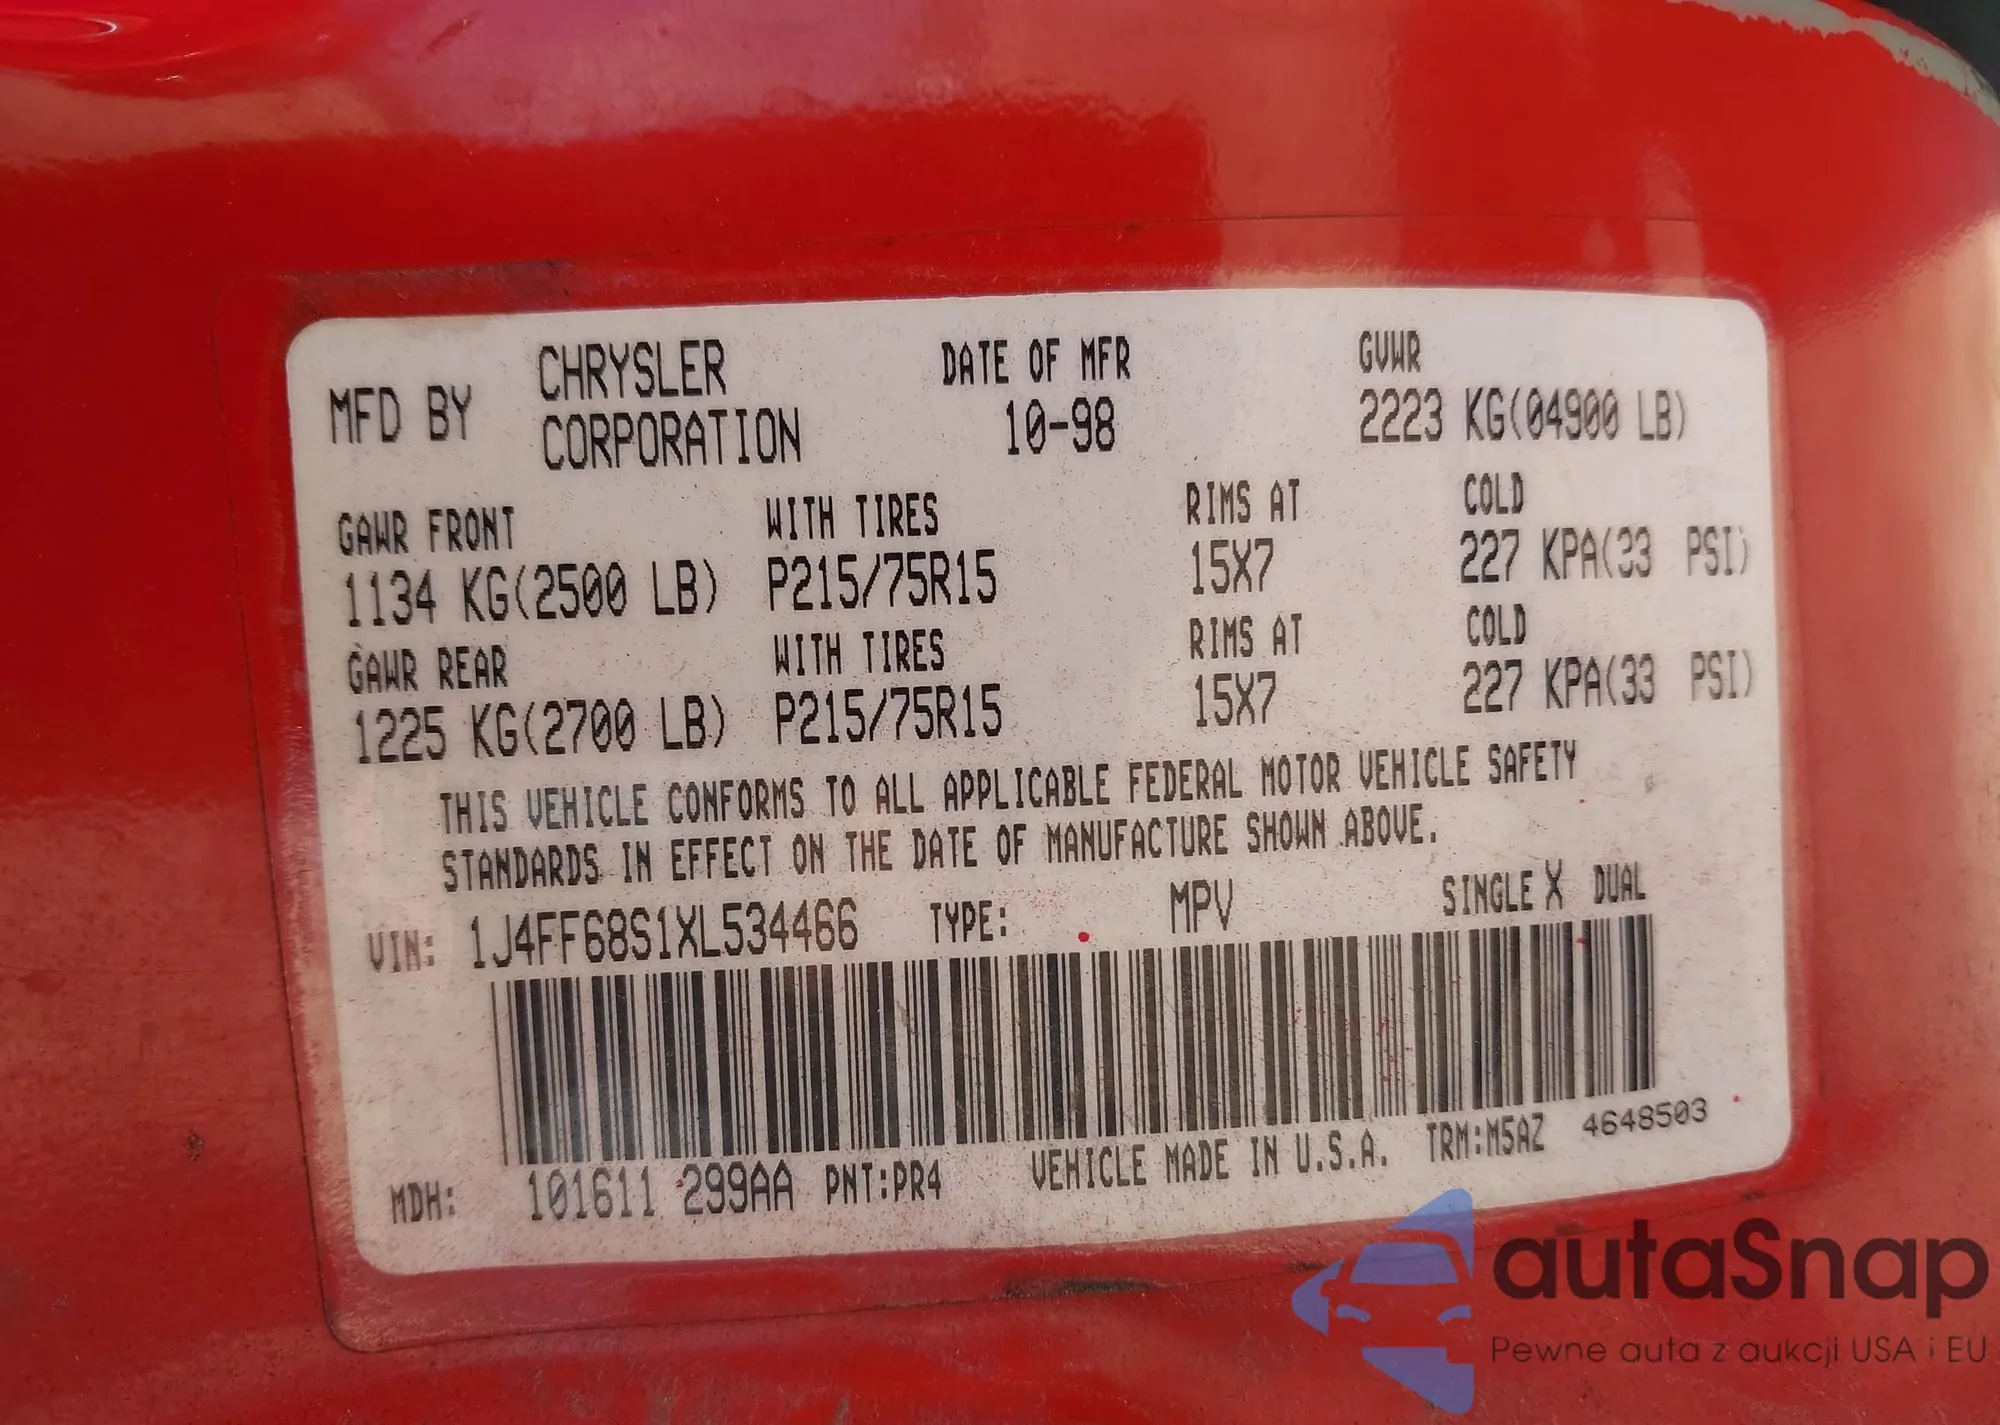 MFD BY CHRYSLER CORPORATION DATE OF MFR 10-98 GVWR 2223 KG(04900 LB)
GAWR FRONT WITH TIRES RIMS AT COLD
1134 KG(2500 LB) P215/75R15 15X7 227 KPA(33 PSI)
GAWR REAR WITH TIRES RIMS AT COLD
1225 KG(2700 LB) P215/75R15 15X7 227 KPA(33 PSI)
THIS VEHICLE CONFORMS TO ALL APPLICABLE FEDERAL MOTOR VEHICLE SAFETY
STANDARDS IN EFFECT ON THE DATE OF MANUFACTURE SHOWN ABOVE.
VIN: 1J4FF68S1XL534466 TYPE: MPV SINGLE X DUAL
MDH: 101611 299AA PNT:PR4 VEHICLE MADE IN U.S.A. TRM:M5AZ 4648503
autaSnap
Pewne auta z aukcji USA i EU